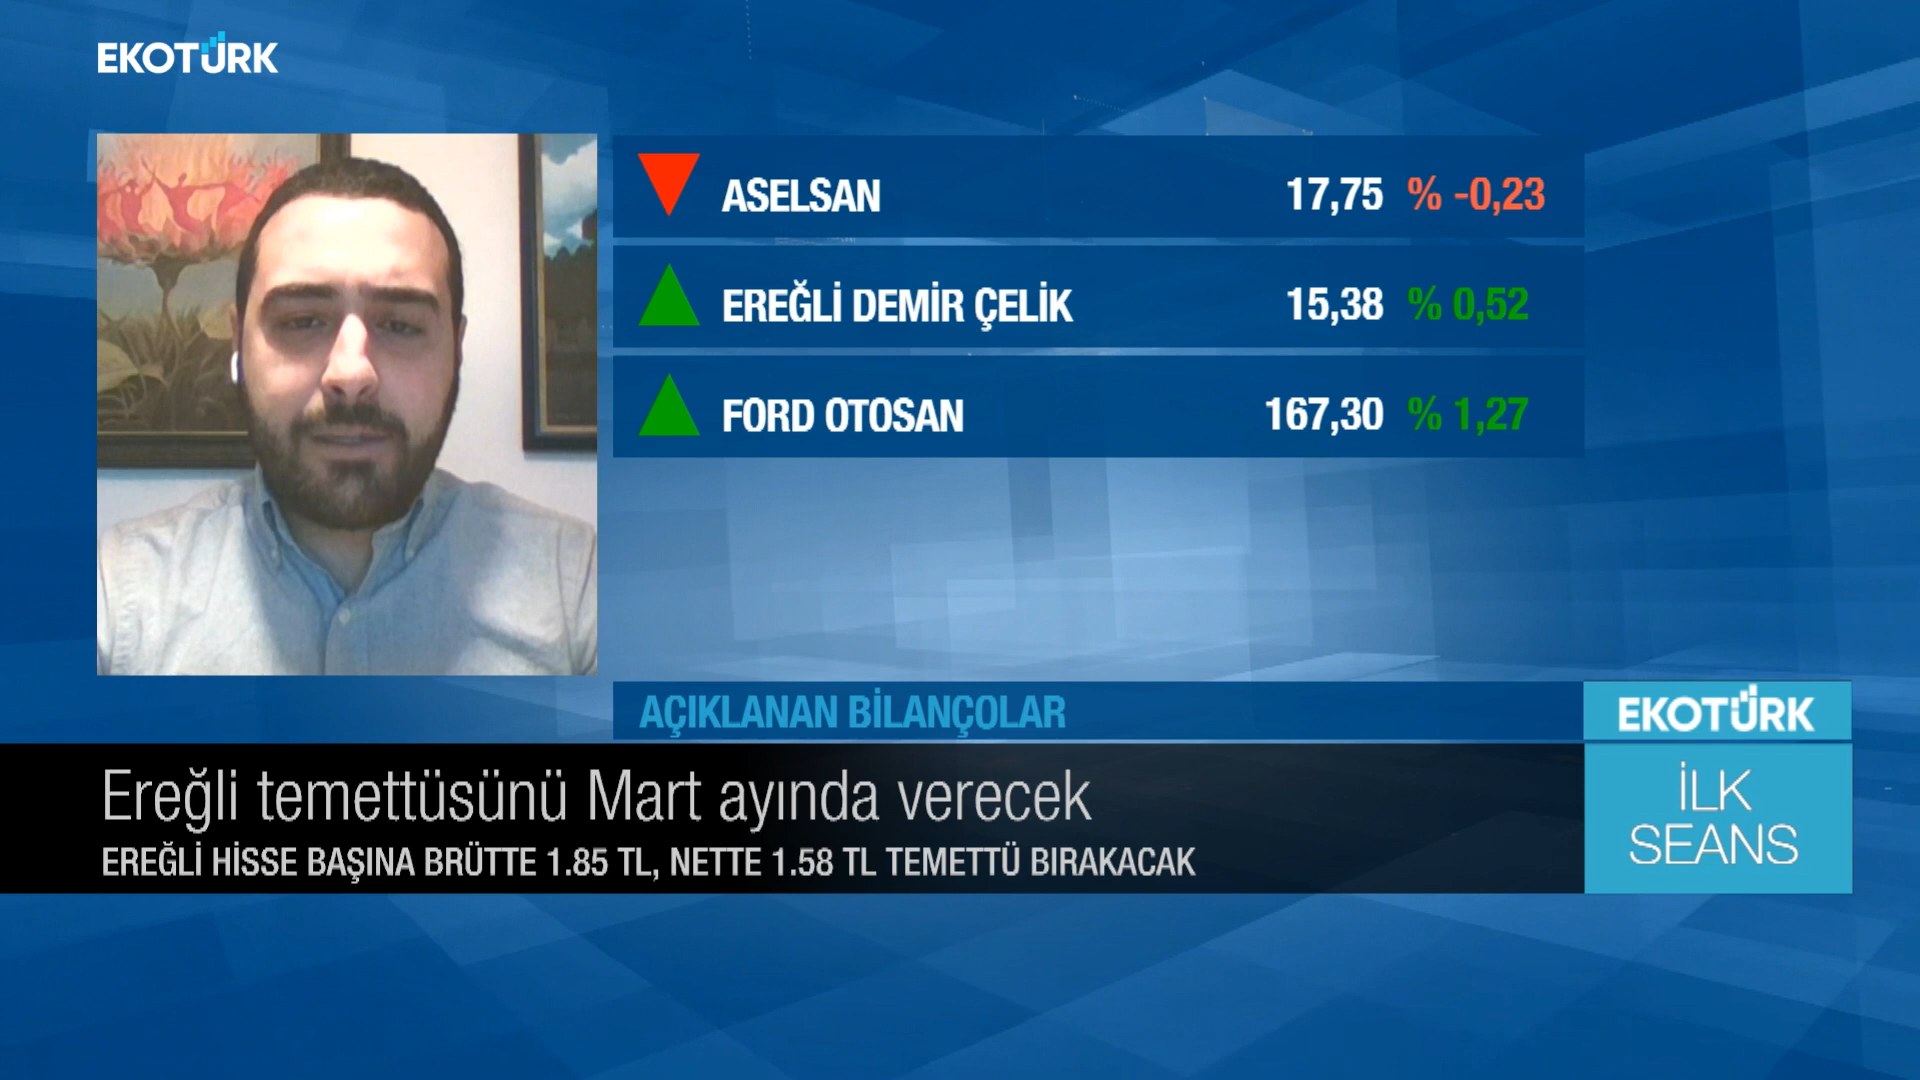 EKOTÜRK
ASELSAN 17,75 % -0,23
EREĞLİ DEMİR ÇELİK 15,38 % 0,52
FORD OTOSAN 167,30 % 1,27
AÇIKLANAN BİLANÇOLAR
EKOTÜRK
Ereğli temettüsünü Mart ayında verecek
EREĞLİ HİSSE BAŞINA BRÜTTE 1.85 TL, NETTE 1.58 TL TEMETTÜ BIRAKACAK
İLK
SEANS